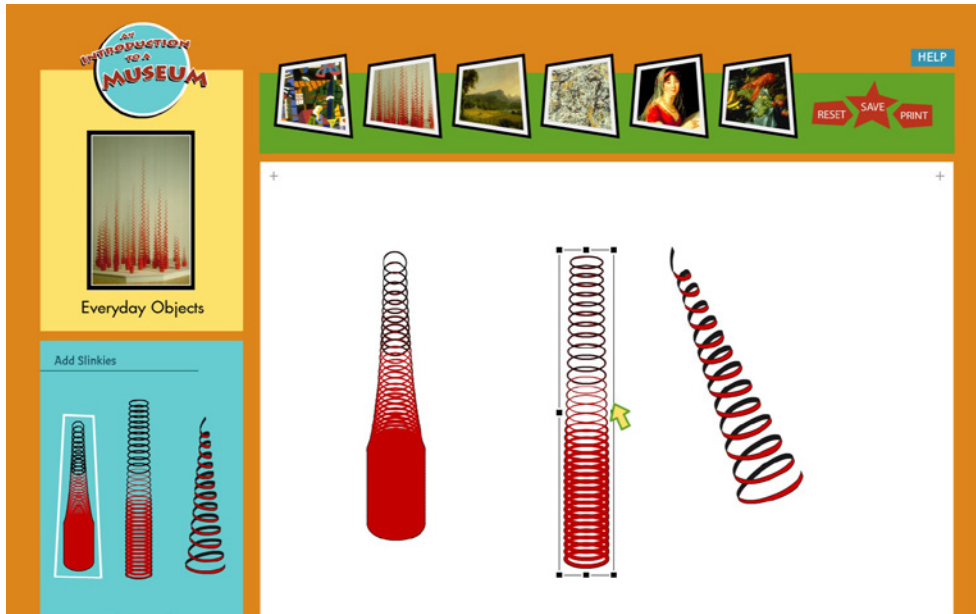 AN
INTRODUCTION
TO A
MUSEUM
HELP
RESET
SAVE
PRINT
Everyday Objects
Add Slinkies